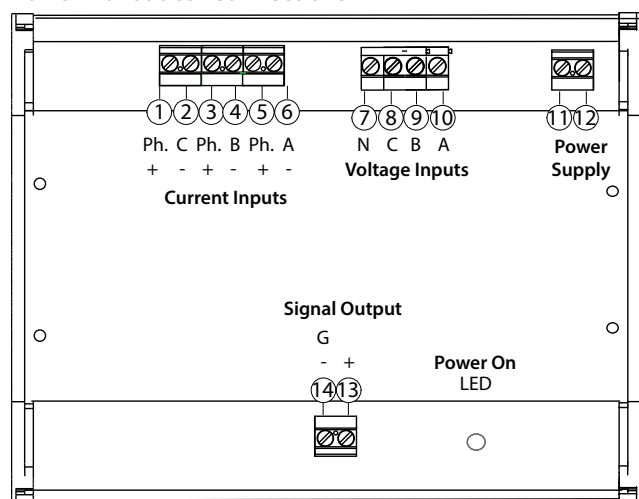 1 2 3 4 5 6 7 8 9 10 11 12
Ph. C Ph. B Ph. A N C B A Power
+ - + - + - Voltage Inputs Supply
Current Inputs
Signal Output
G
- + Power On
14 13 LED